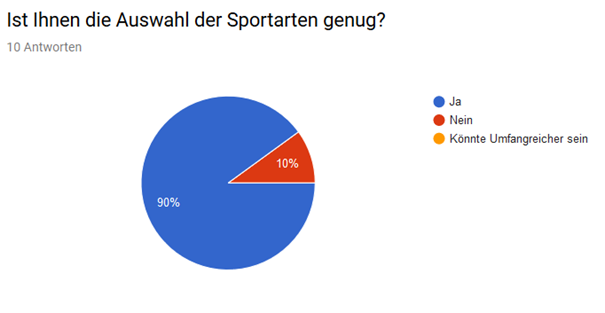 Ist Ihnen die Auswahl der Sportarten genug?
10 Antworten
Ja
Nein
Könnte Umfangreicher sein
10%
90%